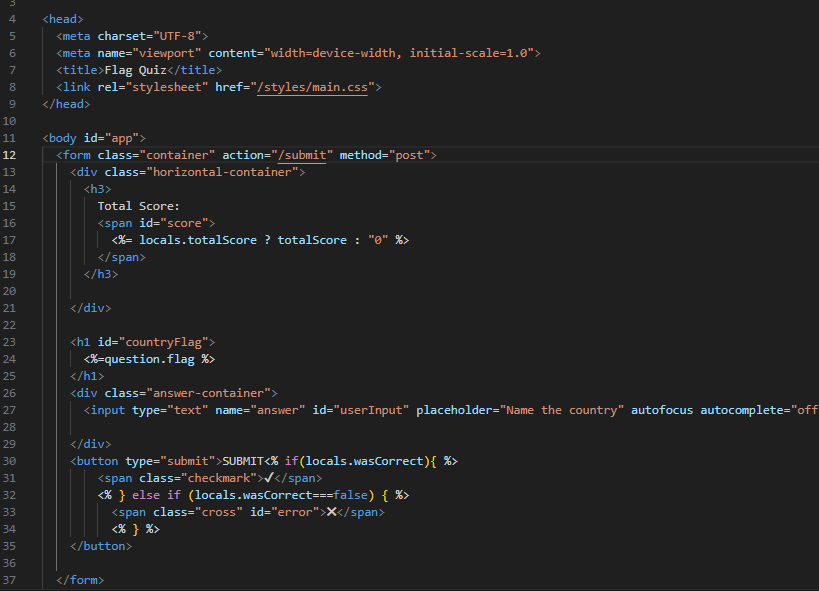 3
4 <head>
5 <meta charset="UTF-8">
6 <meta name="viewport" content="width=device-width, initial-scale=1.0">
7 <title>Flag Quiz</title>
8 <link rel="stylesheet" href="/styles/main.css">
9 </head>
10
11 <body id="app">
12 <form class="container" action="/submit" method="post">
13 <div class="horizontal-container">
14 <h3>
15 Total Score:
16 <span id="score">
17 <%= locals.totalScore ? totalScore : "0" %>
18 </span>
19 </h3>
20
21 </div>
22
23 <h1 id="countryFlag">
24 <%=question.flag %>
25 </h1>
26 <div class="answer-container">
27 <input type="text" name="answer" id="userInput" placeholder="Name the country" autofocus autocomplete="off
28
29 </div>
30 <button type="submit">SUBMIT<% if(locals.wasCorrect){ %>
31 <span class="checkmark">✔</span>
32 <% } else if (locals.wasCorrect===false) { %>
33 <span class="cross" id="error">❌</span>
34 <% } %>
35 </button>
36
37 </form>